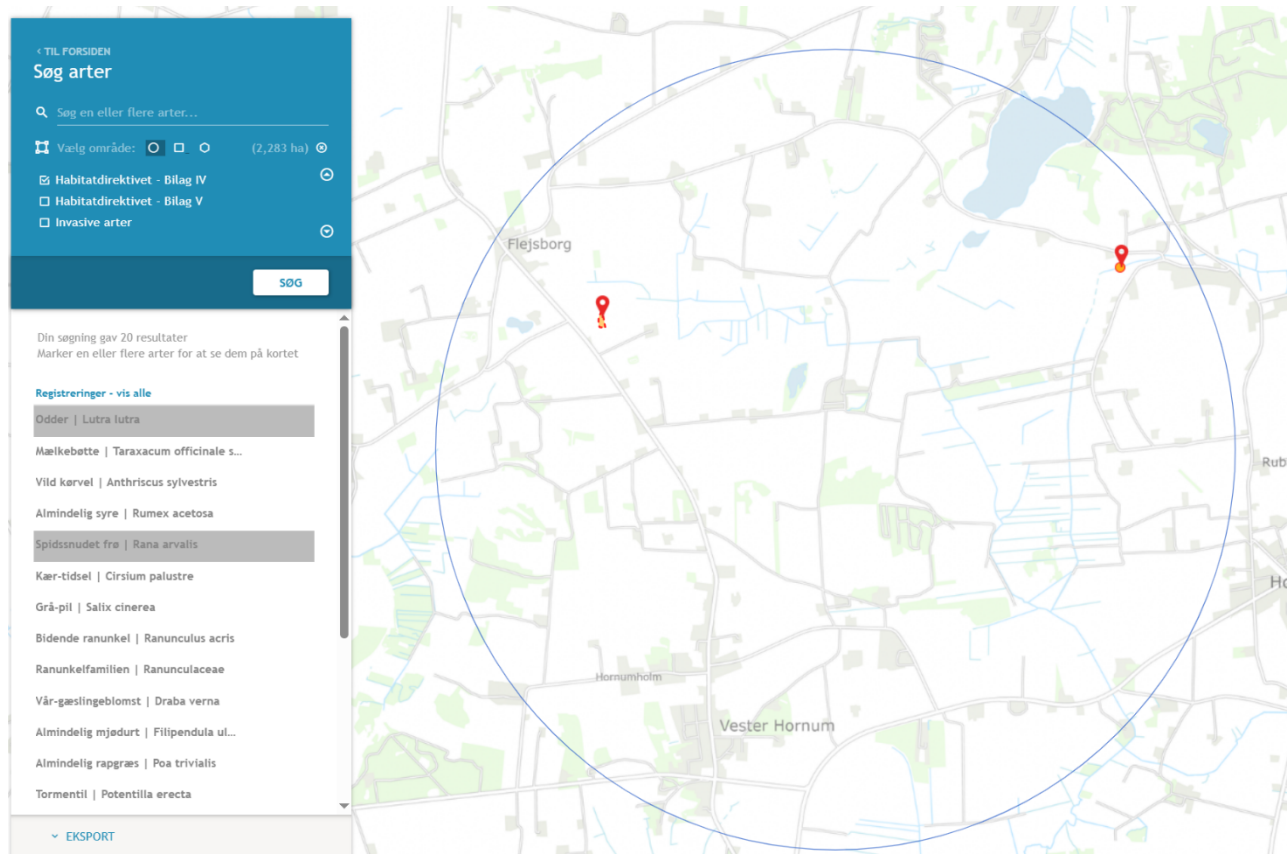 ‹ TIL FORSIDEN
Søg arter
Søg en eller flere arter...
Vælg område: (2,283 ha)
Habitatdirektivet - Bilag IV
Habitatdirektivet - Bilag V
Invasive arter
SØG
Din søgning gav 20 resultater
Marker en eller flere arter for at se dem på kortet
Registreringer - vis alle
Odder | Lutra lutra
Mælkebøtte | Taraxacum officinale s...
Vild kørvel | Anthriscus sylvestris
Almindelig syre | Rumex acetosa
Spidssnudet frø | Rana arvalis
Kær-tidsel | Cirsium palustre
Grå-pil | Salix cinerea
Bidende ranunkel | Ranunculus acris
Ranunkelfamilien | Ranunculaceae
Vår-gæslingeblomst | Draba verna
Almindelig mjødurt | Filipendula ul...
Almindelig rapgræs | Poa trivialis
Tormentil | Potentilla erecta
EKSPORT
Flejsborg
Rub
Ho
Hornumholm
Vester Hornum